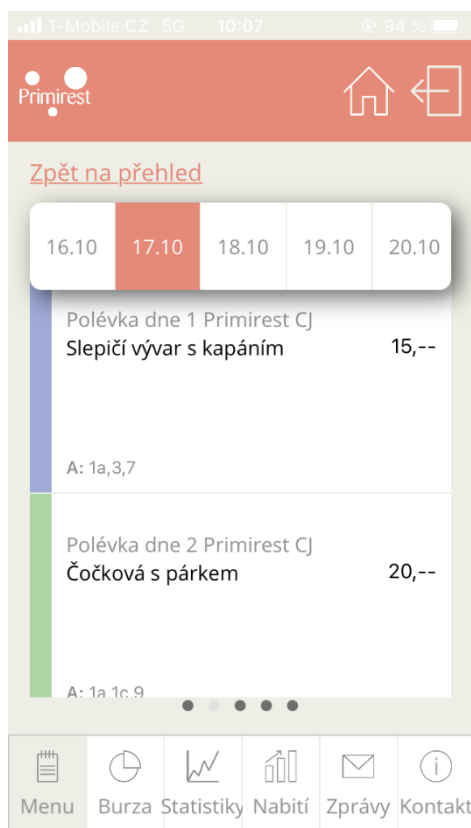 T-Mobile CZ 5G 10:07 94 %
Primirest
Zpět na přehled
16.10 17.10 18.10 19.10 20.10
Polévka dne 1 Primirest CJ
Slepičí vývar s kapáním 15,--
A: 1a,3,7
Polévka dne 2 Primirest CJ
Čočková s párkem 20,--
A: 1a,1c,9
Menu Burza Statistiky Nabití Zprávy Kontakt